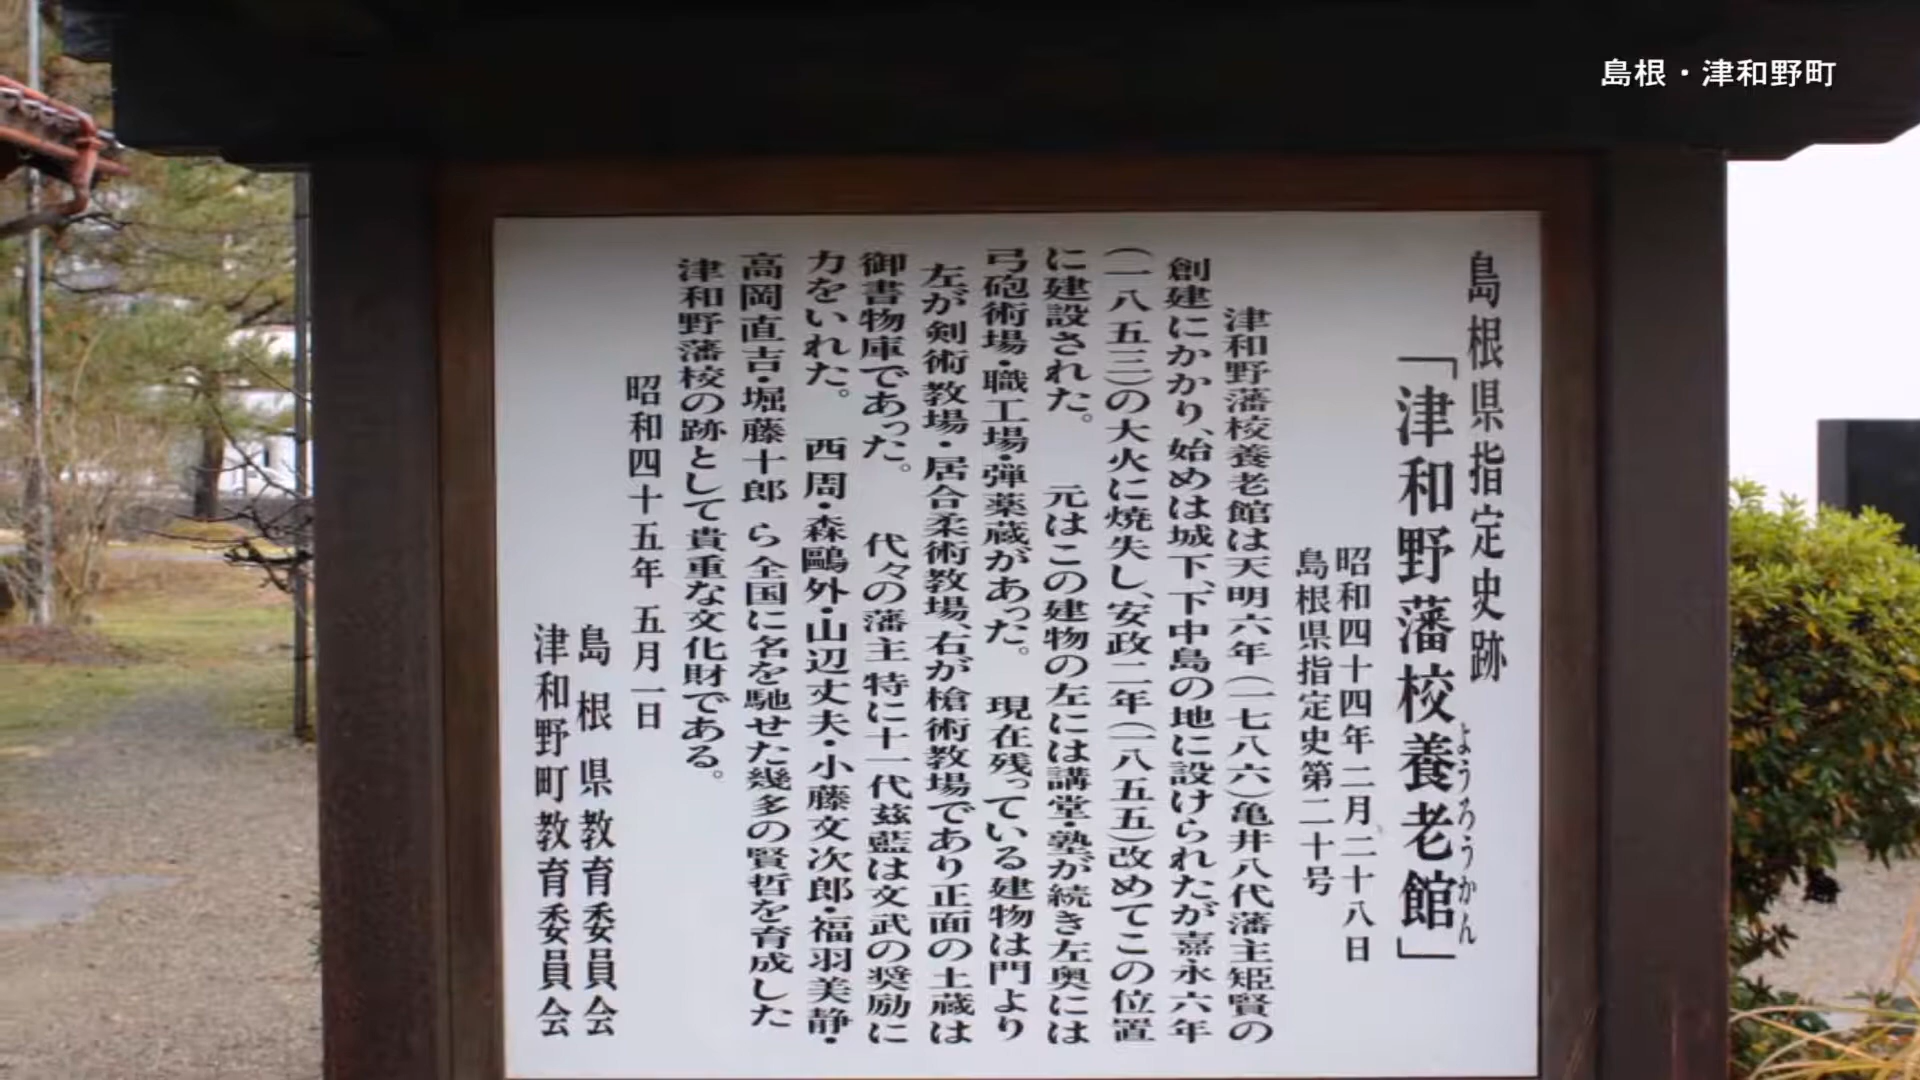 島根・津和野町
島根県指定史跡
「津和野藩校養老館」
ようろうかん
昭和四十四年二月二十八日
島根県指定史第二十号
津和野藩校養老館は天明六年(一七八六)亀井八代藩主矩賢の
創建にかかり、始めは城下、下中島の地に設けられたが嘉永六年
(一八五三)の大火に焼失し、安政二年(一八五五)改めてこの位置
に建設された。 元はこの建物の左には講堂・塾が続き左奥には
弓砲術場・職工場・弾薬蔵があった。 現在残っている建物は門より
左が剣術教場・居合柔術教場、右が槍術教場であり正面の土蔵は
御書物庫であった。 代々の藩主特に十一代茲監は文武の奨励に
力をいれた。 西周・森鷗外・山辺丈夫・小藤文次郎・福羽美静・
高岡直吉・堀藤十郎 ら全国に名を馳せた幾多の賢哲を育成した
津和野藩校の跡として貴重な文化財である。
昭和四十五年 五月一日
島根県教育委員会
津和野町教育委員会